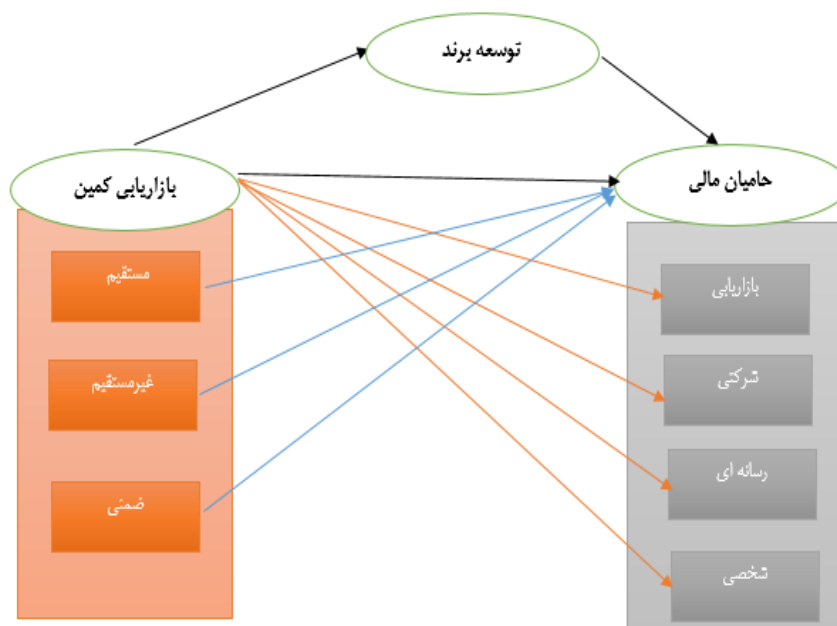 توسعه برند
بازاریابی کمین
حامیان مالی
مستقیم
غیرمستقیم
ضمنی
بازاریابی
شرکتی
رسانه ای
شخصی